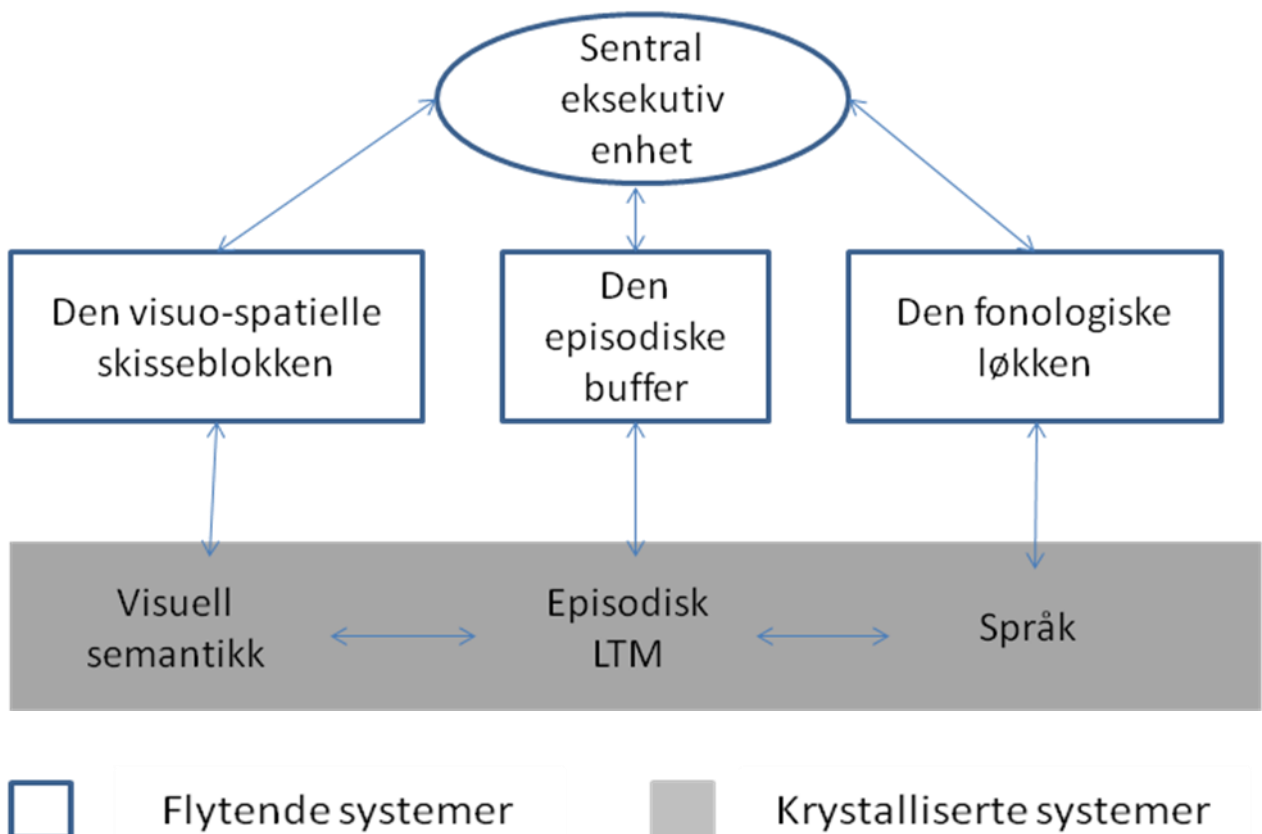 Sentral
eksekutiv
enhet
Den visuo-spatielle
skisseblokken
Den
episodiske
buffer
Den fonologiske
løkken
Visuell
semantikk
Episodisk
LTM
Språk
Flytende systemer
Krystalliserte systemer